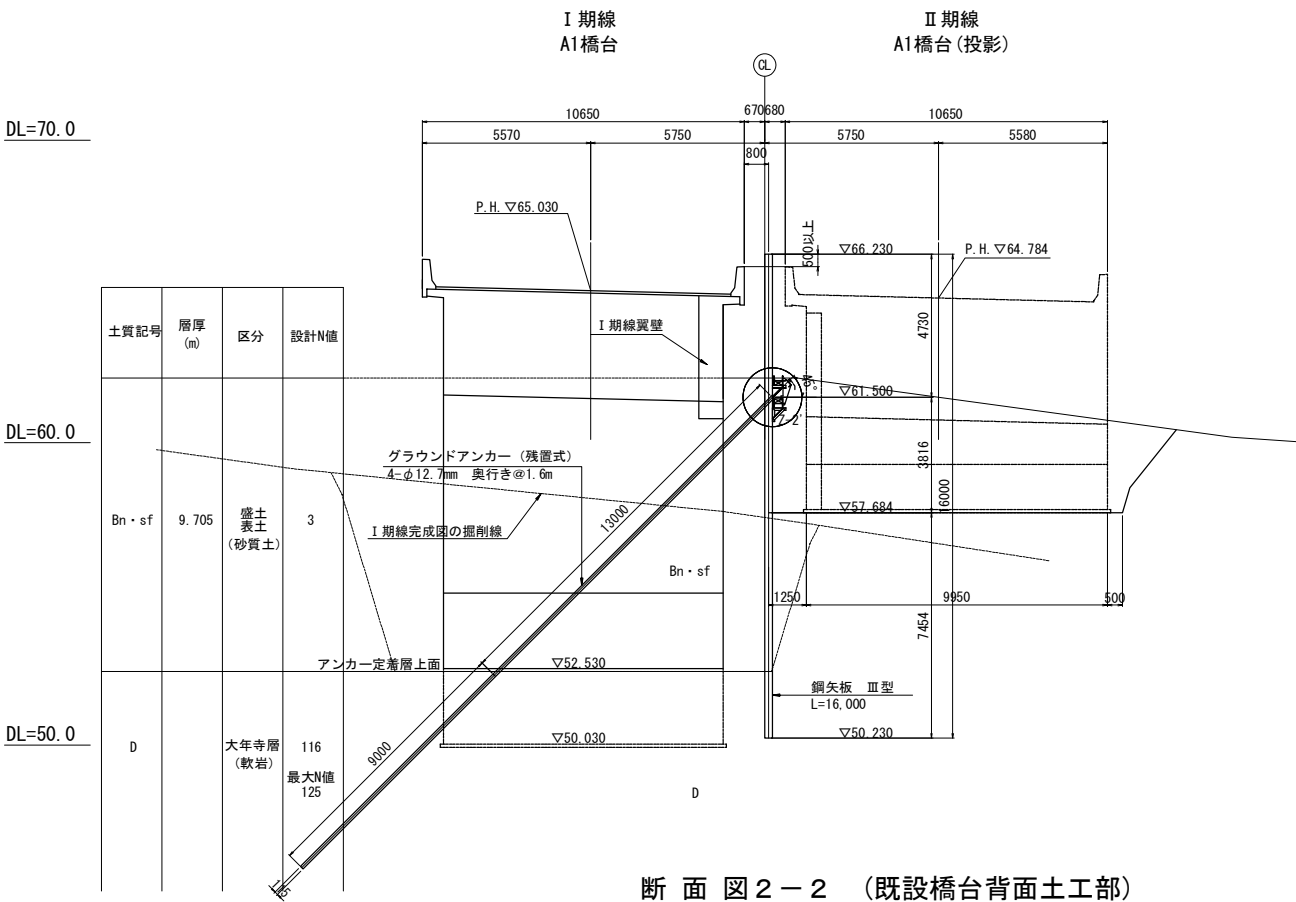 Ⅰ期線
A1橋台
Ⅱ期線
A1橋台(投影)
CL
DL=70.0
10650
670
680
10650
5570
5750
5750
5580
800
P.H.▽65.030
500以上
▽66.230
P.H.▽64.784
土質記号
層厚
(m)
区分
設計N値
Ⅰ期線翼壁
4730
▽61.500
DL=60.0
グラウンドアンカー（残置式）
4-φ12.7mm 奥行き@1.6m
3816
16000
13000
▽57.684
Bn・sf
9.705
盛土
表土
(砂質土)
3
Ⅰ期線完成図の掘削線
Bn・sf
1250
9950
500
7454
アンカー定着層上面
▽52.530
鋼矢板 Ⅲ型
L=16,000
DL=50.0
D
大年寺層
(軟岩)
116
最大N値
125
9000
▽50.030
▽50.230
D
断面図２－２ （既設橋台背面土工部）